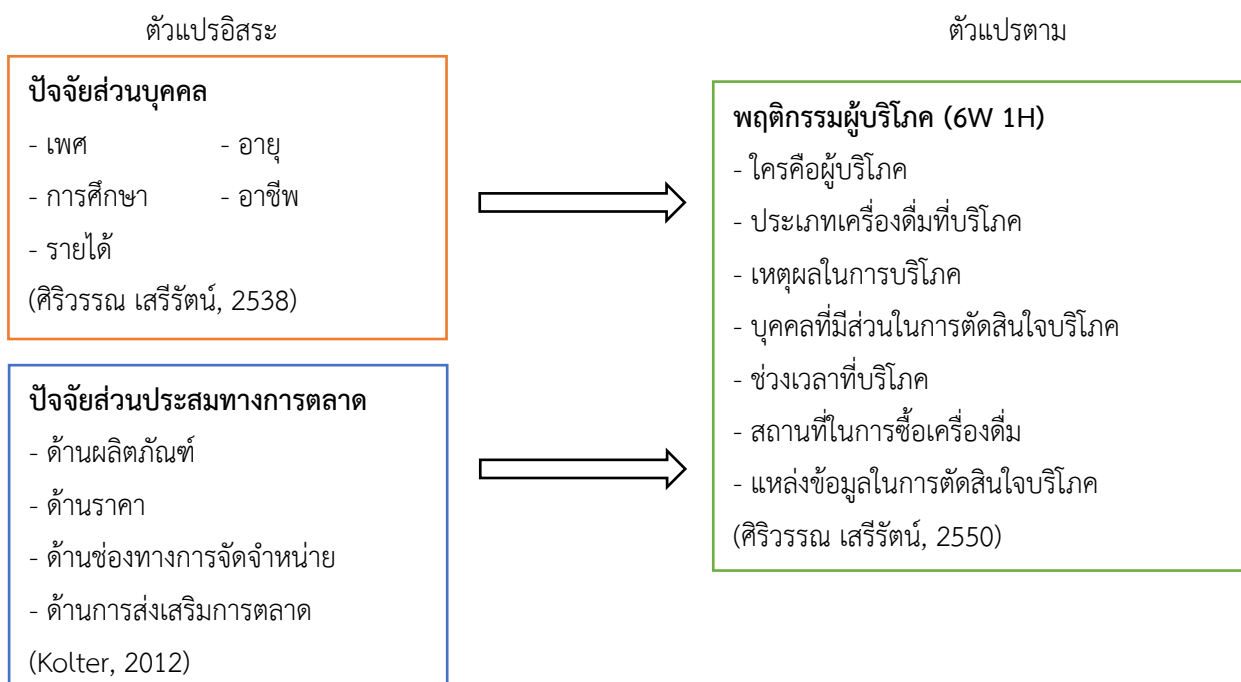 ตัวแปรอิสระ
ปัจจัยส่วนบุคคล
- เพศ - อายุ
- การศึกษา - อาชีพ
- รายได้
(ศิริวรรณ เสรีรัตน์, 2538)
ปัจจัยส่วนประสมทางการตลาด
- ด้านผลิตภัณฑ์
- ด้านราคา
- ด้านช่องทางการจัดจำหน่าย
- ด้านการส่งเสริมการตลาด
(Kolter, 2012)
ตัวแปรตาม
พฤติกรรมผู้บริโภค (6W 1H)
- ใครคือผู้บริโภค
- ประเภทเครื่องดื่มที่บริโภค
- เหตุผลในการบริโภค
- บุคคลที่มีส่วนในการตัดสินใจบริโภค
- ช่วงเวลาที่บริโภค
- สถานที่ในการซื้อเครื่องดื่ม
- แหล่งข้อมูลในการตัดสินใจบริโภค
(ศิริวรรณ เสรีรัตน์, 2550)